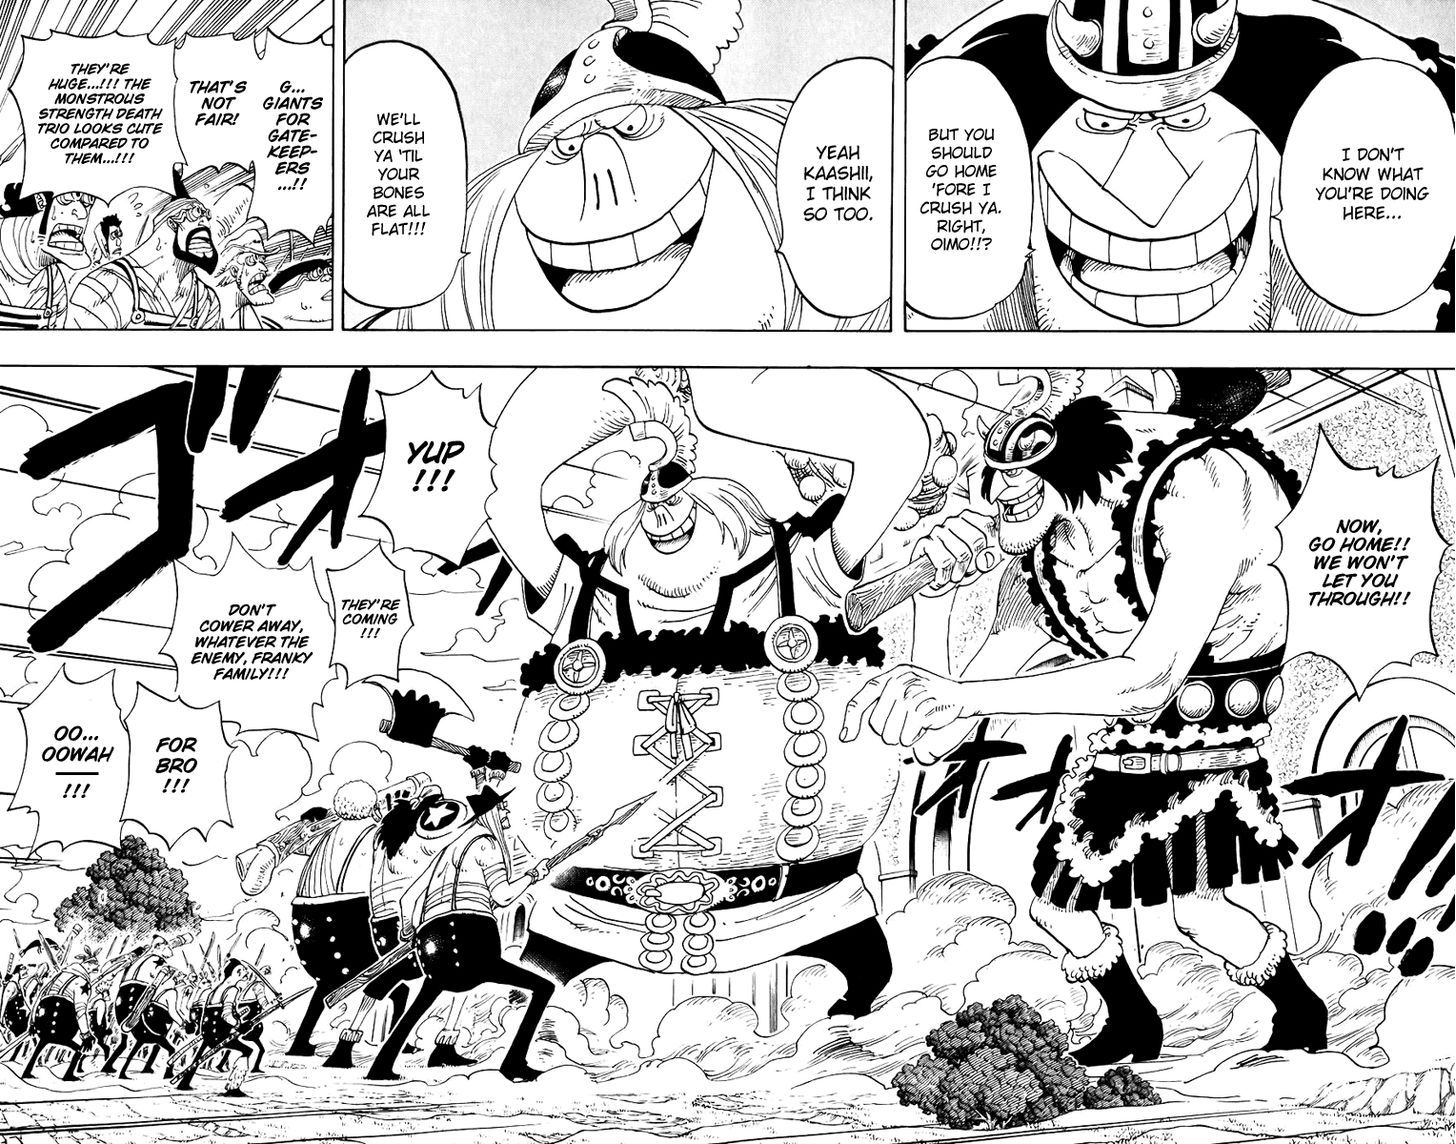 I DON'T
KNOW WHAT
YOU'RE DOING
HERE...
BUT YOU
SHOULD
GO HOME
'FORE I
CRUSH YA.
RIGHT,
OIMO!!?
YEAH
KAASHII,
I THINK
SO TOO.
WE'LL
CRUSH
YA 'TIL
YOUR
BONES
ARE ALL
FLAT!!!
G...
GIANTS
FOR
GATE-
KEEP-
ERS
...!!
THAT'S
NOT
FAIR!
THEY'RE
HUGE...!!! THE
MONSTROUS
STRENGTH DEATH
TRIO LOOKS CUTE
COMPARED TO
THEM...!!!
NOW,
GO HOME!!
WE WON'T
LET YOU
THROUGH!!
YUP
!!!
THEY'RE
COMING
!!!
DON'T
COWER AWAY,
WHATEVER THE
ENEMY, FRANKY
FAMILY!!!
FOR
BRO
!!!
OO...
OOWAH
!!!
ゴオオ
オオオオ!!!